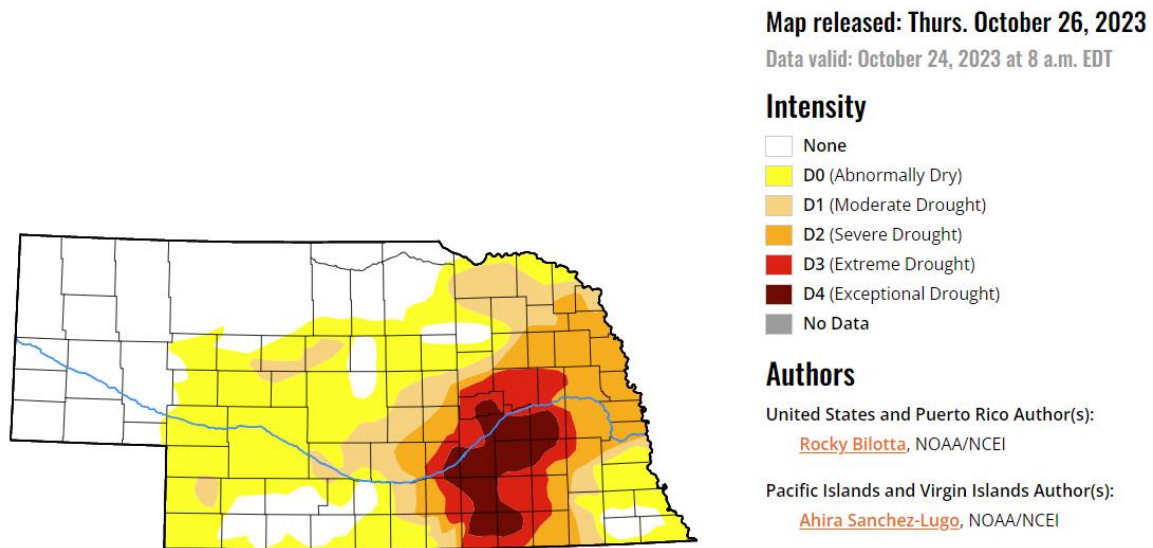 Map released: Thurs. October 26, 2023
Data valid: October 24, 2023 at 8 a.m. EDT
Intensity
None
D0 (Abnormally Dry)
D1 (Moderate Drought)
D2 (Severe Drought)
D3 (Extreme Drought)
D4 (Exceptional Drought)
No Data
Authors
United States and Puerto Rico Author(s):
Rocky Bilotta, NOAA/NCEI
Pacific Islands and Virgin Islands Author(s):
Ahira Sanchez-Lugo, NOAA/NCEI